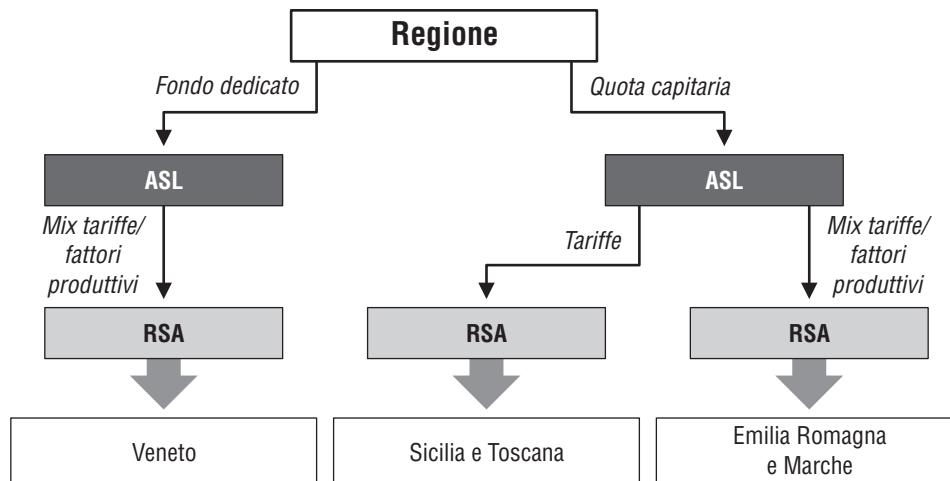 Regione
Fondo dedicato
Quota capitaria
ASL
ASL
Mix tariffe/
fattori
produttivi
Tariffe
Mix tariffe/
fattori
produttivi
RSA
RSA
RSA
Veneto
Sicilia e Toscana
Emilia Romagna
e Marche